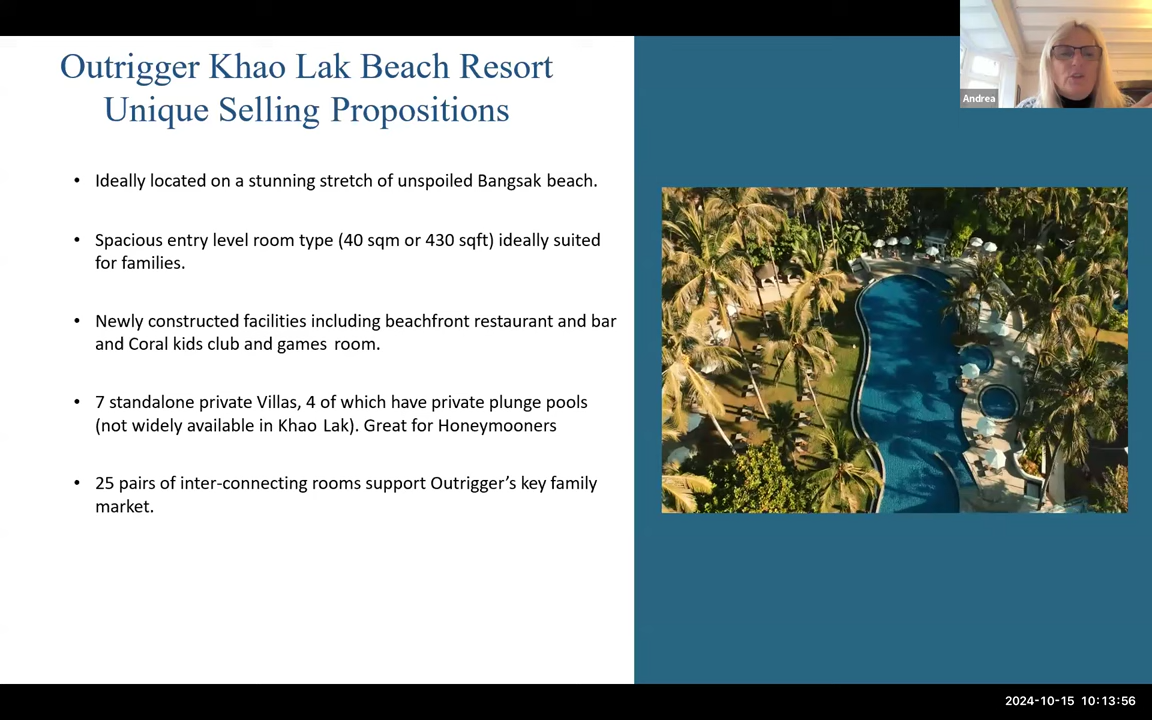 Outrigger Khao Lak Beach Resort
Unique Selling Propositions
• Ideally located on a stunning stretch of unspoiled Bangsak beach.
• Spacious entry level room type (40 sqm or 430 sqft) ideally suited
for families.
• Newly constructed facilities including beachfront restaurant and bar
and Coral kids club and games room.
• 7 standalone private Villas, 4 of which have private plunge pools
(not widely available in Khao Lak). Great for Honeymooners
• 25 pairs of inter-connecting rooms support Outrigger’s key family
market.
Andrea
2024-10-15 10:13:56